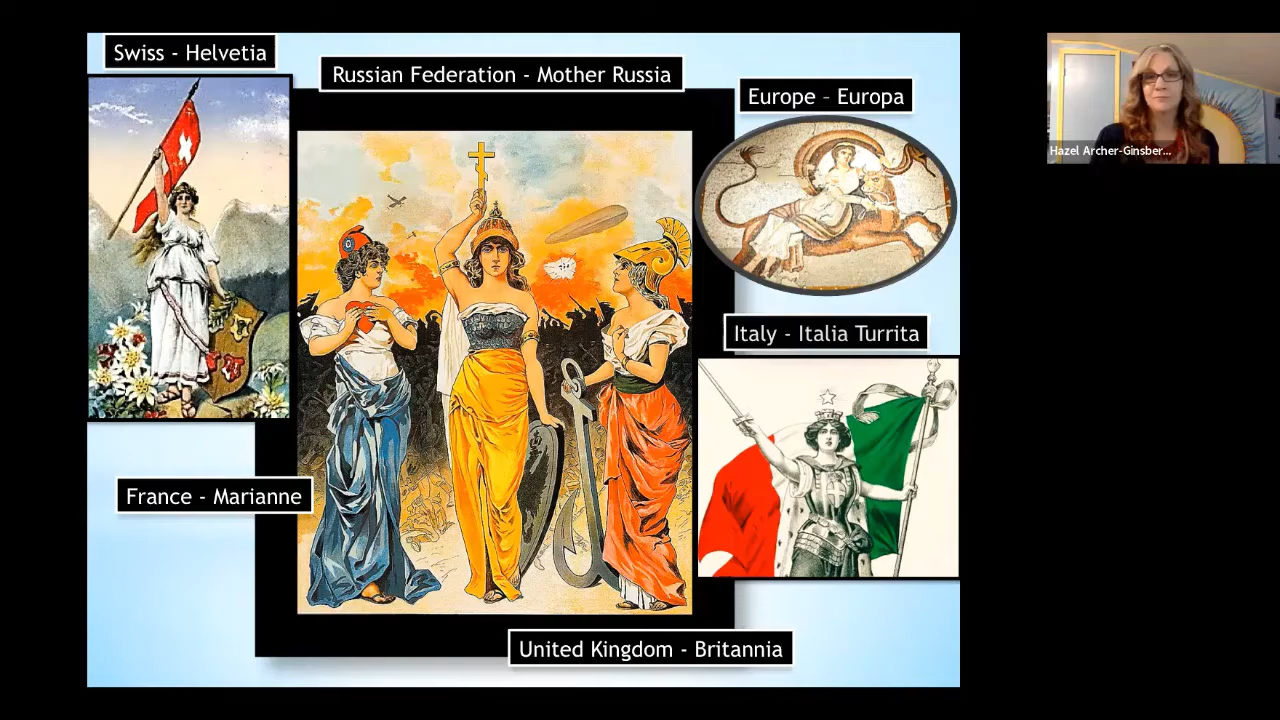 Swiss - Helvetia
Russian Federation - Mother Russia
Europe – Europa
Italy - Italia Turrita
France - Marianne
United Kingdom - Britannia
Hazel Archer-Ginsber...